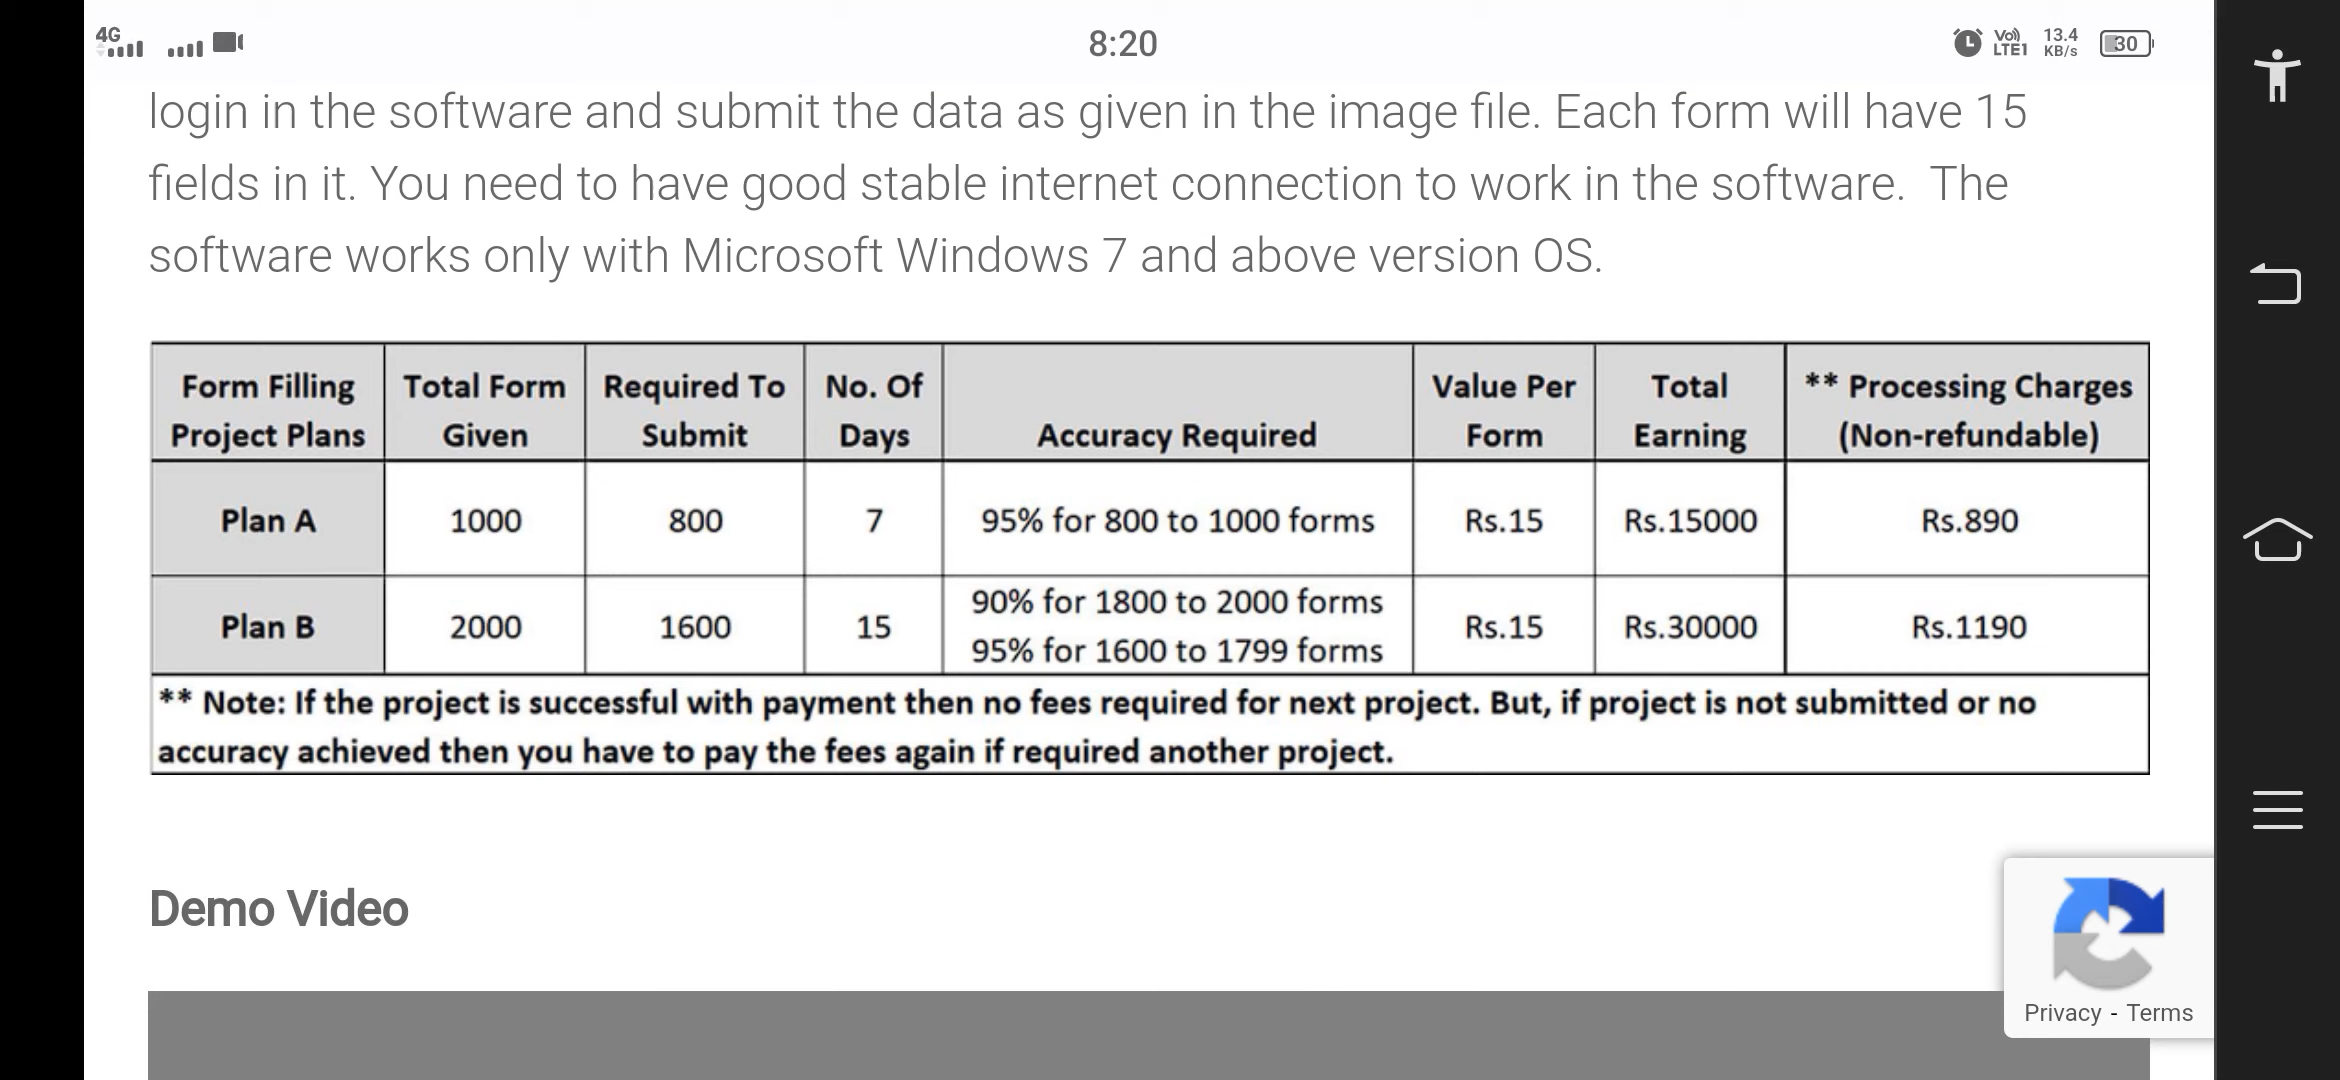 4G
8:20
Vo))
LTE1
13.4
KB/s
30
login in the software and submit the data as given in the image file. Each form will have 15
fields in it. You need to have good stable internet connection to work in the software. The
software works only with Microsoft Windows 7 and above version OS.
Form Filling
Project Plans
Total Form
Given
Required To
Submit
No. Of
Days
Accuracy Required
Value Per
Form
Total
Earning
** Processing Charges
(Non-refundable)
Plan A
1000
800
7
95% for 800 to 1000 forms
Rs.15
Rs.15000
Rs.890
Plan B
2000
1600
15
90% for 1800 to 2000 forms
95% for 1600 to 1799 forms
Rs.15
Rs.30000
Rs.1190
** Note: If the project is successful with payment then no fees required for next project. But, if project is not submitted or no
accuracy achieved then you have to pay the fees again if required another project.
Demo Video
Privacy - Terms